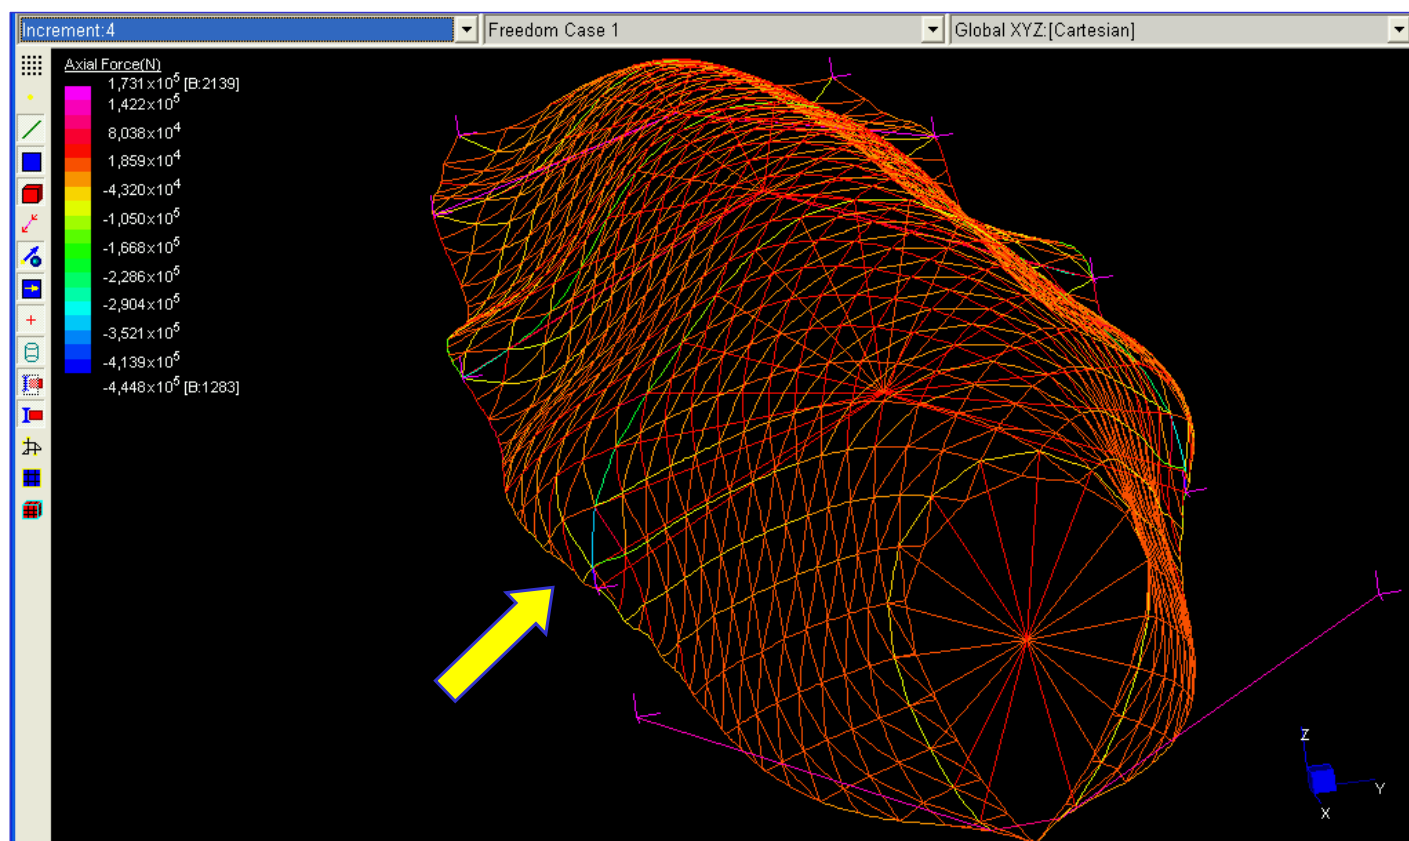 Increment:4 Freedom Case 1 Global XYZ:[Cartesian]
Axial Force(N)
1,731x10⁵ [B:2139]
1,422x10⁵
8,038x10⁴
1,859x10⁴
-4,320x10⁴
-1,050x10⁵
-1,668x10⁵
-2,286x10⁵
-2,904x10⁵
-3,521x10⁵
-4,139x10⁵
-4,448x10⁵ [B:1283]
Z
Y
X